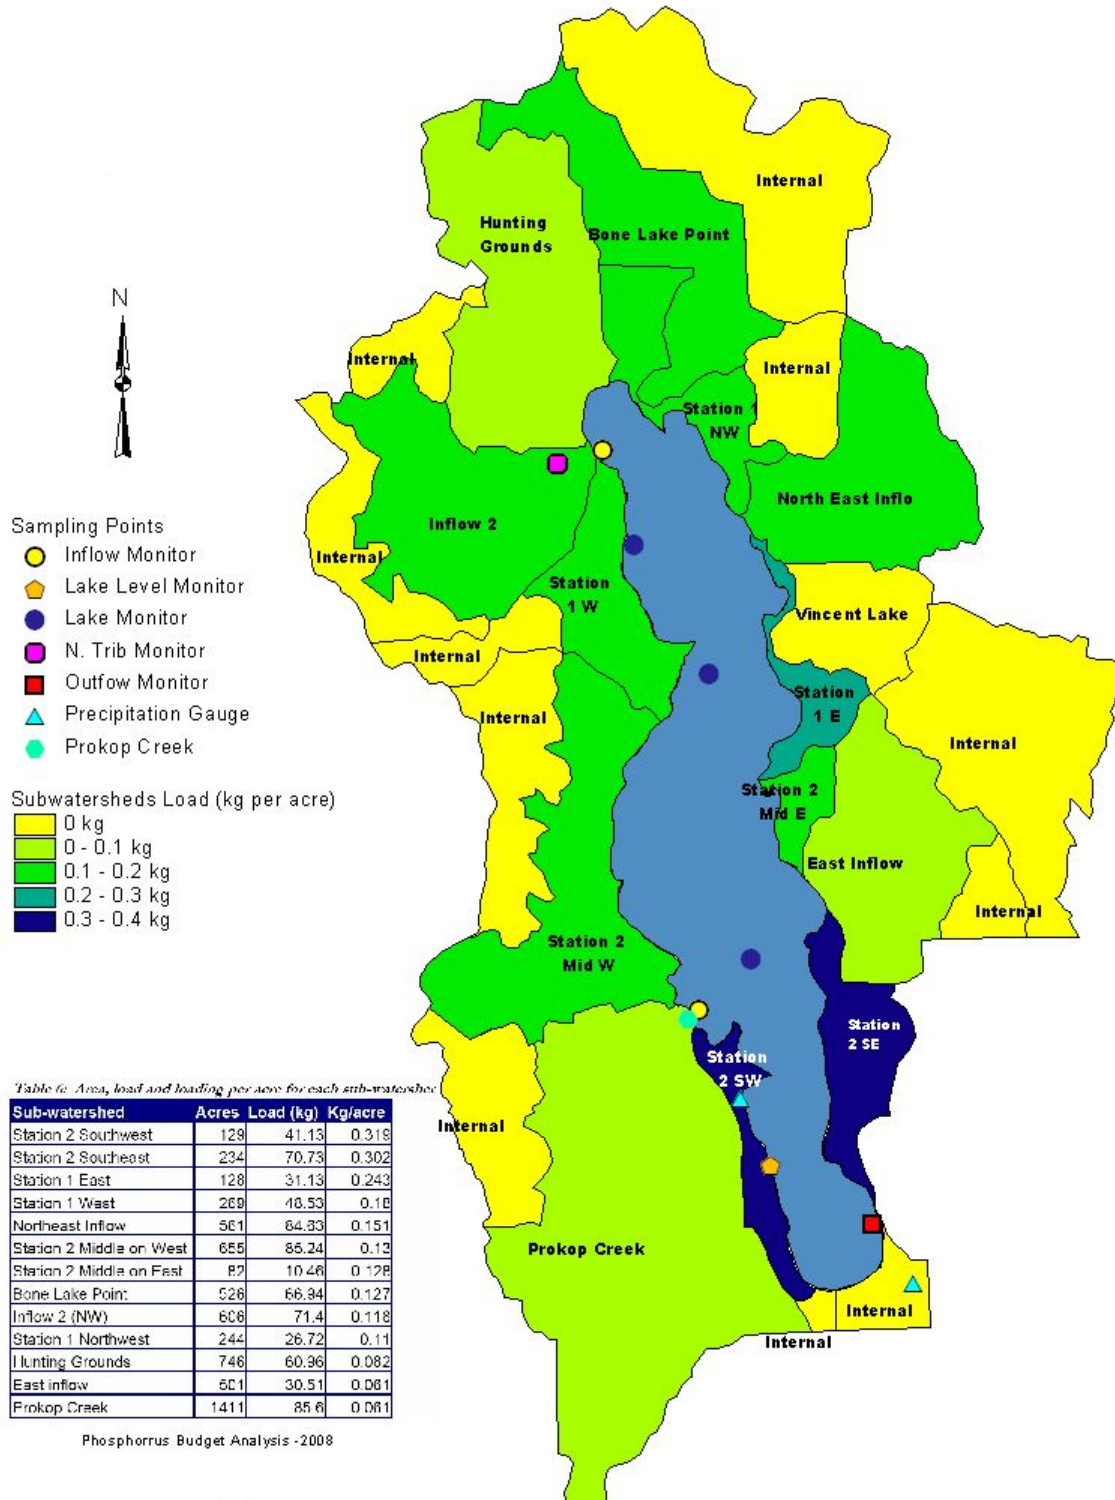 Internal
Hunting
Grounds
Bone Lake Point
N
Internal
Internal
Station 1
NW
North East Inflo
Inflow 2
Internal
Station
1 W
Vincent Lake
Internal
Station
1 E
Internal
Internal
Station 2
Mid E
East Inflow
Internal
Station 2
Mid W
Station
2 SE
Station
2 SW
Internal
Prokop Creek
Internal
Internal
Sampling Points
Inflow Monitor
Lake Level Monitor
Lake Monitor
N. Trib Monitor
Outfow Monitor
Precipitation Gauge
Prokop Creek
Subwatersheds Load (kg per acre)
0 kg
0 - 0.1 kg
0.1 - 0.2 kg
0.2 - 0.3 kg
0.3 - 0.4 kg
Area, load and loading per acre for each sub-watershed
Sub-watershed Acres Load (kg) Kg/acre
Station 2 Southwest 129 41.13 0.319
Station 2 Southeast 234 70.73 0.302
Station 1 East 128 31.13 0.243
Station 1 West 269 48.53 0.18
Northeast Inflow 561 84.83 0.151
Station 2 Middle on West 655 85.24 0.13
Station 2 Middle on East 82 10.46 0.128
Bone Lake Point 526 66.94 0.127
Inflow 2 (NW) 606 71.4 0.118
Station 1 Northwest 244 26.72 0.11
Hunting Grounds 746 60.96 0.082
East inflow 501 30.51 0.061
Prokop Creek 1411 85.6 0.061
Phosphorrus Budget Analysis -2008